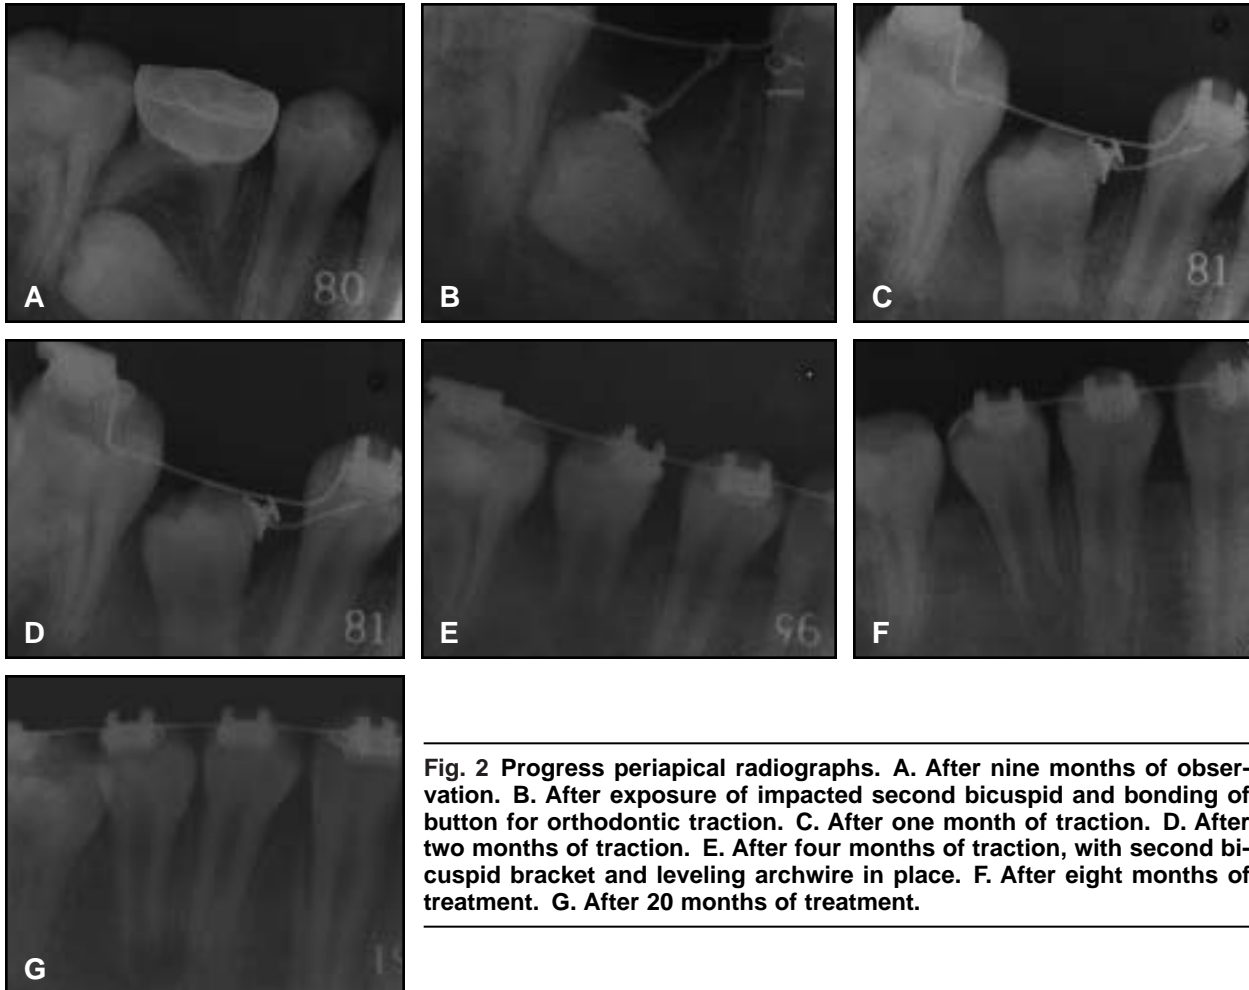 A
80
B
19
C
81
D
81
E
96
F
G
19
Fig. 2 Progress periapical radiographs. A. After nine months of obser-
vation. B. After exposure of impacted second bicuspid and bonding of
button for orthodontic traction. C. After one month of traction. D. After
two months of traction. E. After four months of traction, with second bi-
cuspid bracket and leveling archwire in place. F. After eight months of
treatment. G. After 20 months of treatment.